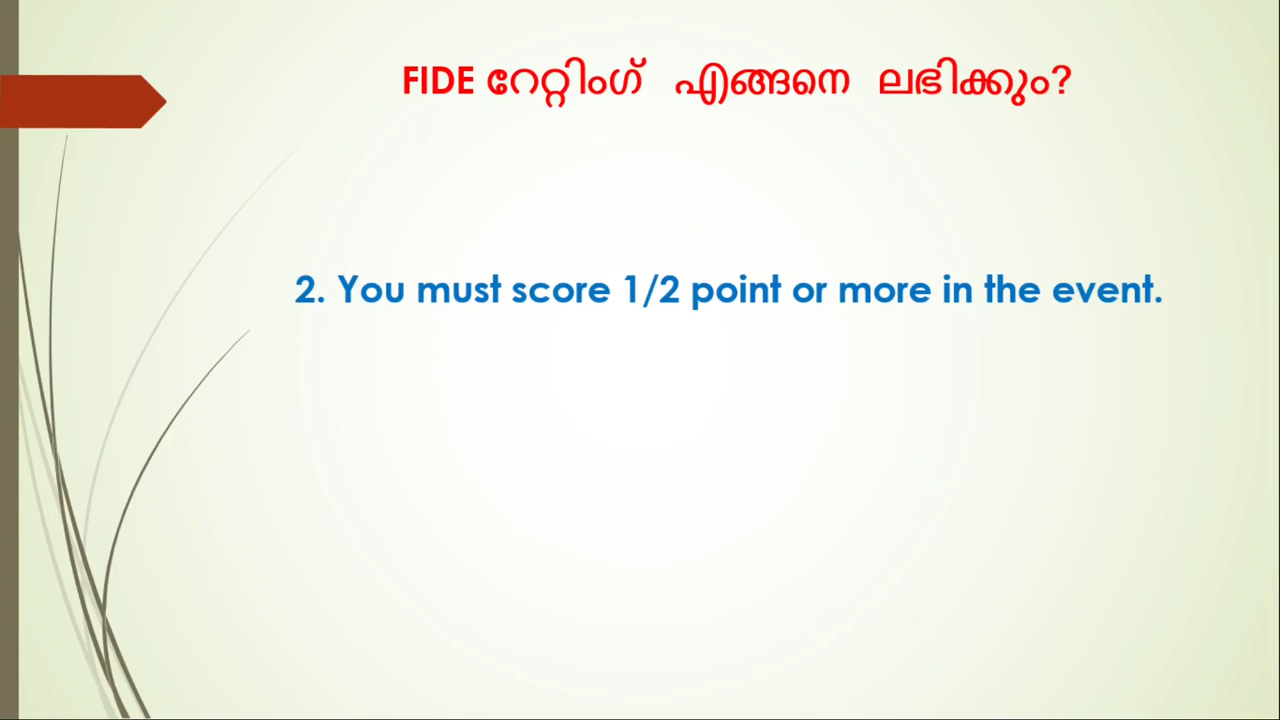 FIDE റേറ്റിംഗ് എങ്ങനെ ലഭിക്കും?
2. You must score 1/2 point or more in the event.